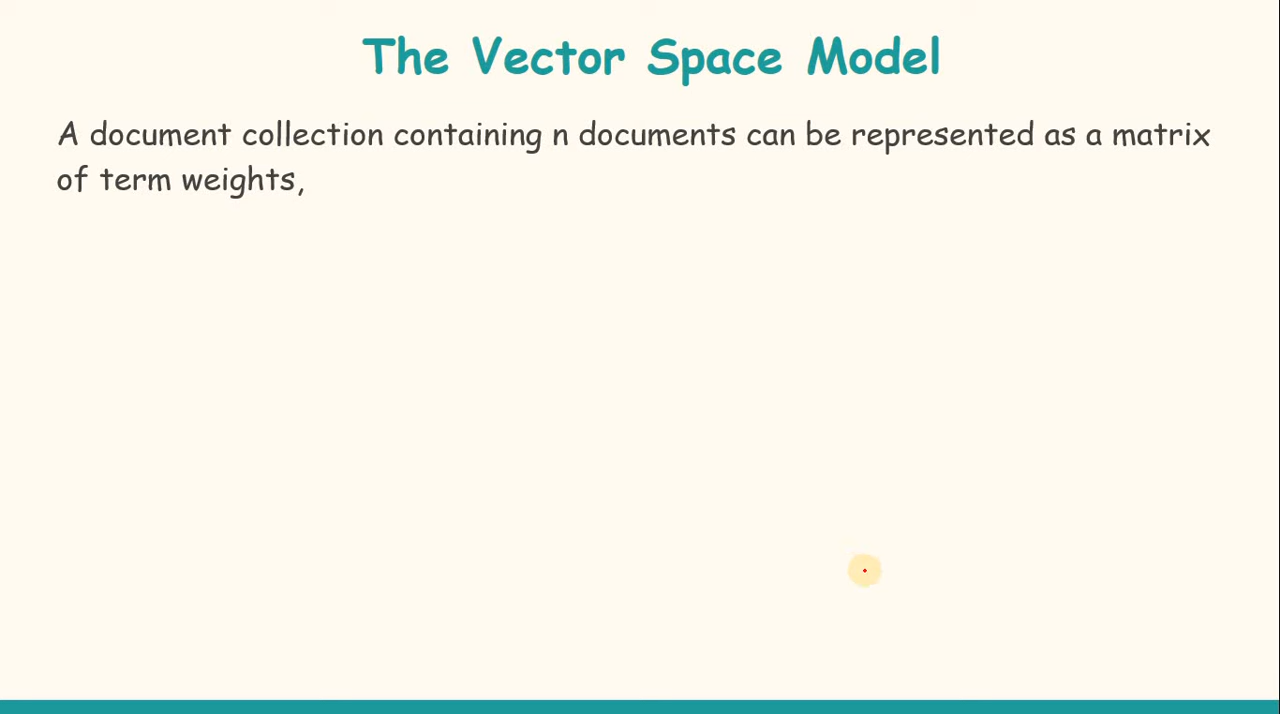 The Vector Space Model
A document collection containing n documents can be represented as a matrix
of term weights,